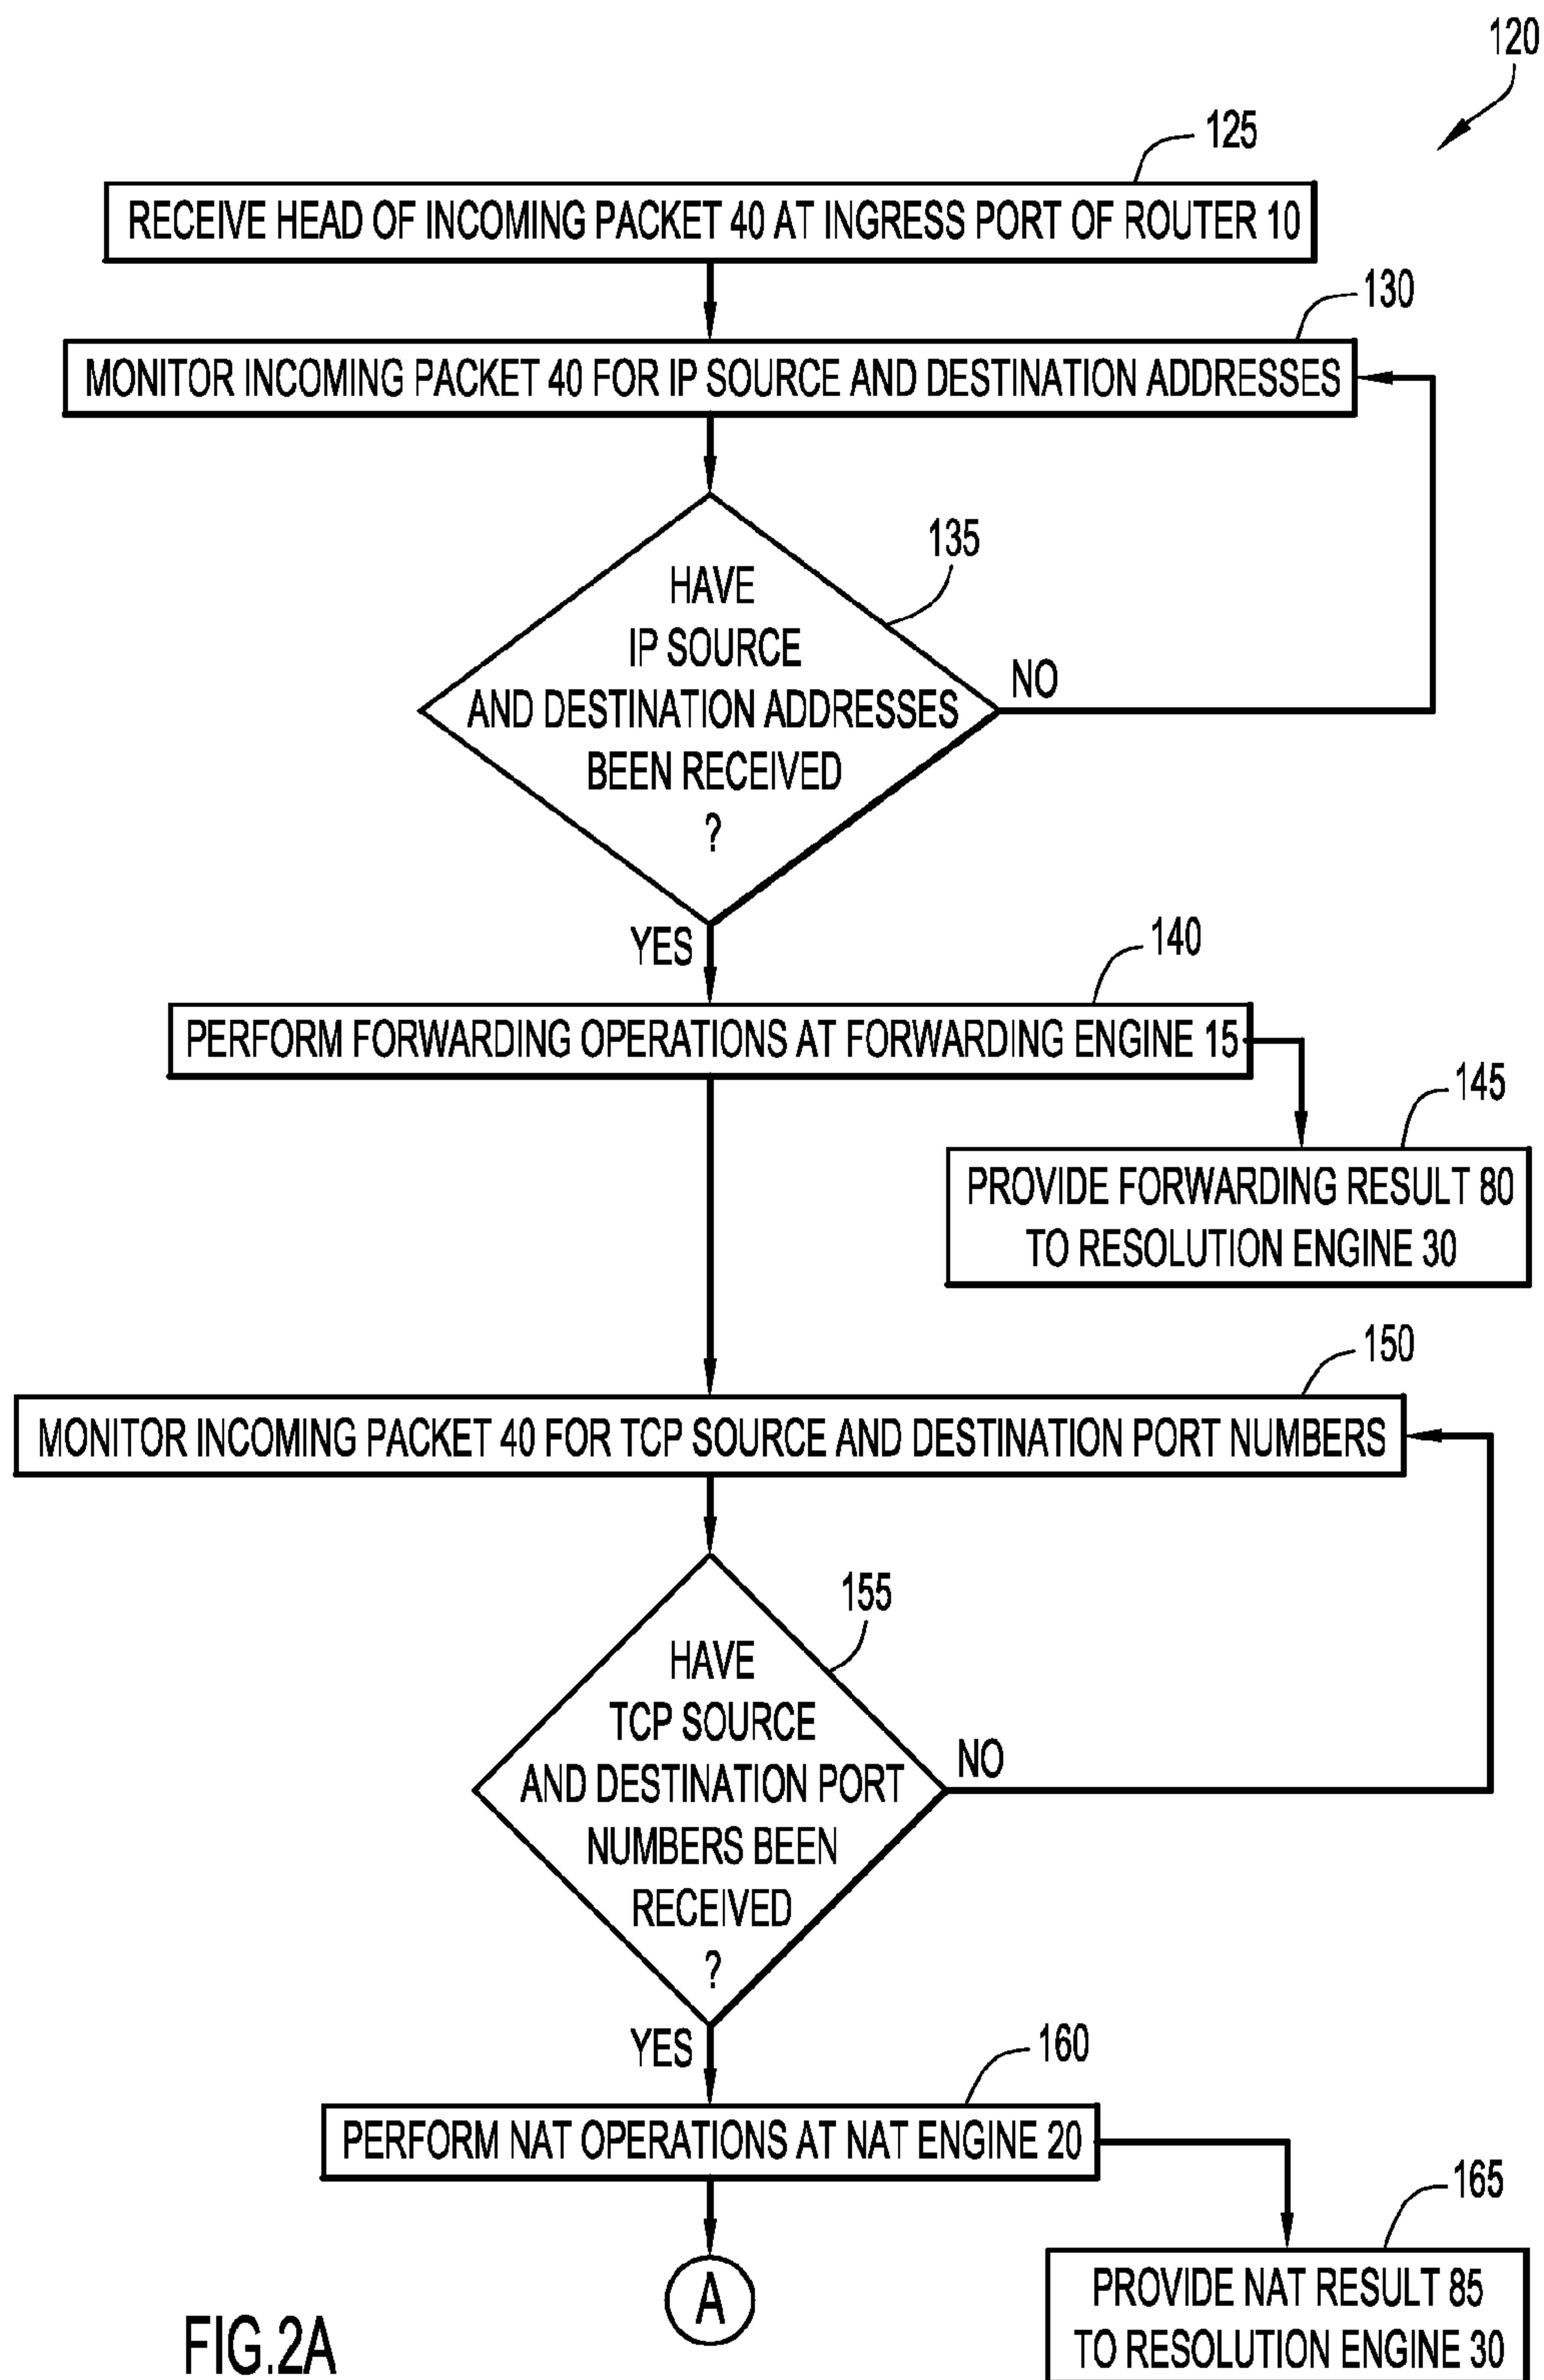 120
125
RECEIVE HEAD OF INCOMING PACKET 40 AT INGRESS PORT OF ROUTER 10
130
MONITOR INCOMING PACKET 40 FOR IP SOURCE AND DESTINATION ADDRESSES
135
HAVE
IP SOURCE
AND DESTINATION ADDRESSES
BEEN RECEIVED
?
NO
YES
140
PERFORM FORWARDING OPERATIONS AT FORWARDING ENGINE 15
145
PROVIDE FORWARDING RESULT 80
TO RESOLUTION ENGINE 30
150
MONITOR INCOMING PACKET 40 FOR TCP SOURCE AND DESTINATION PORT NUMBERS
155
HAVE
TCP SOURCE
AND DESTINATION PORT
NUMBERS BEEN
RECEIVED
?
NO
YES
160
PERFORM NAT OPERATIONS AT NAT ENGINE 20
165
PROVIDE NAT RESULT 85
TO RESOLUTION ENGINE 30
A
FIG.2A